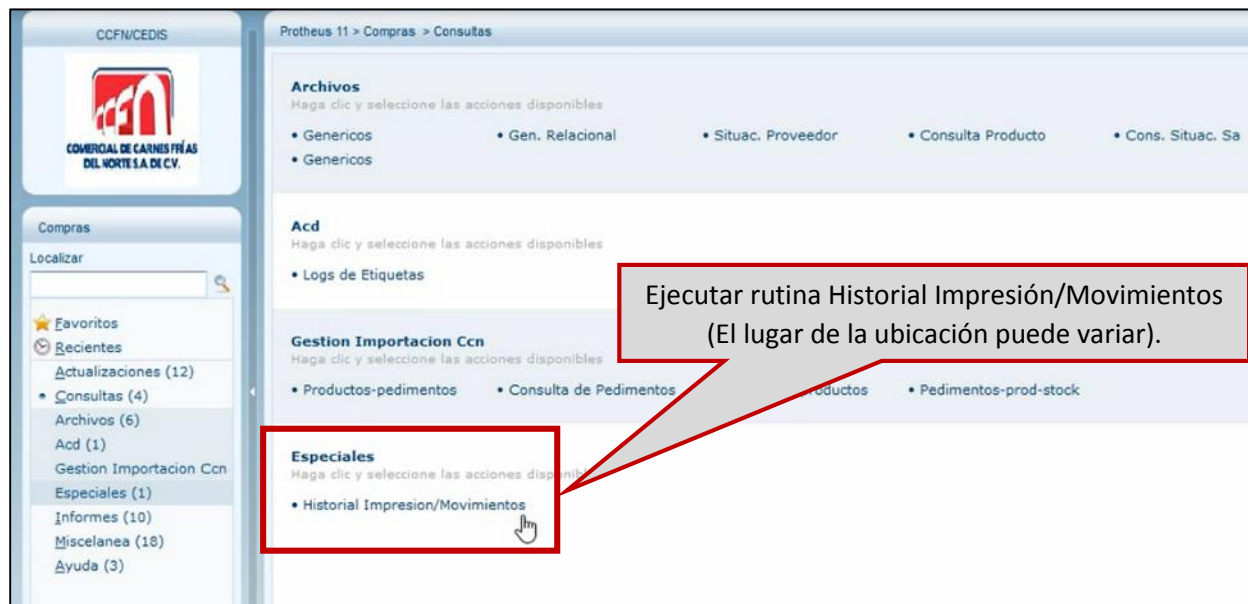 CCFN/CEDIS
ccfn
COMERCIAL DE CARNES FRÍAS
DEL NORTE S.A. DE C.V.
Compras
Localizar
Favoritos
Recientes
Actualizaciones (12)
• Consultas (4)
Archivos (6)
Acd (1)
Gestion Importacion Ccn
Especiales (1)
Informes (10)
Miscelanea (18)
Ayuda (3)
Protheus 11 > Compras > Consultas
Archivos
Haga clic y seleccione las acciones disponibles
• Genericos • Gen. Relacional • Situac. Proveedor • Consulta Producto • Cons. Situac. Sa
• Genericos
Acd
Haga clic y seleccione las acciones disponibles
• Logs de Etiquetas
Ejecutar rutina Historial Impresión/Movimientos
(El lugar de la ubicación puede variar).
Gestion Importacion Ccn
Haga clic y seleccione las acciones disponibles
• Productos-pedimentos • Consulta de Pedimentos roductos • Pedimentos-prod-stock
Especiales
Haga clic y seleccione las acciones disponibl
• Historial Impresion/Movimientos